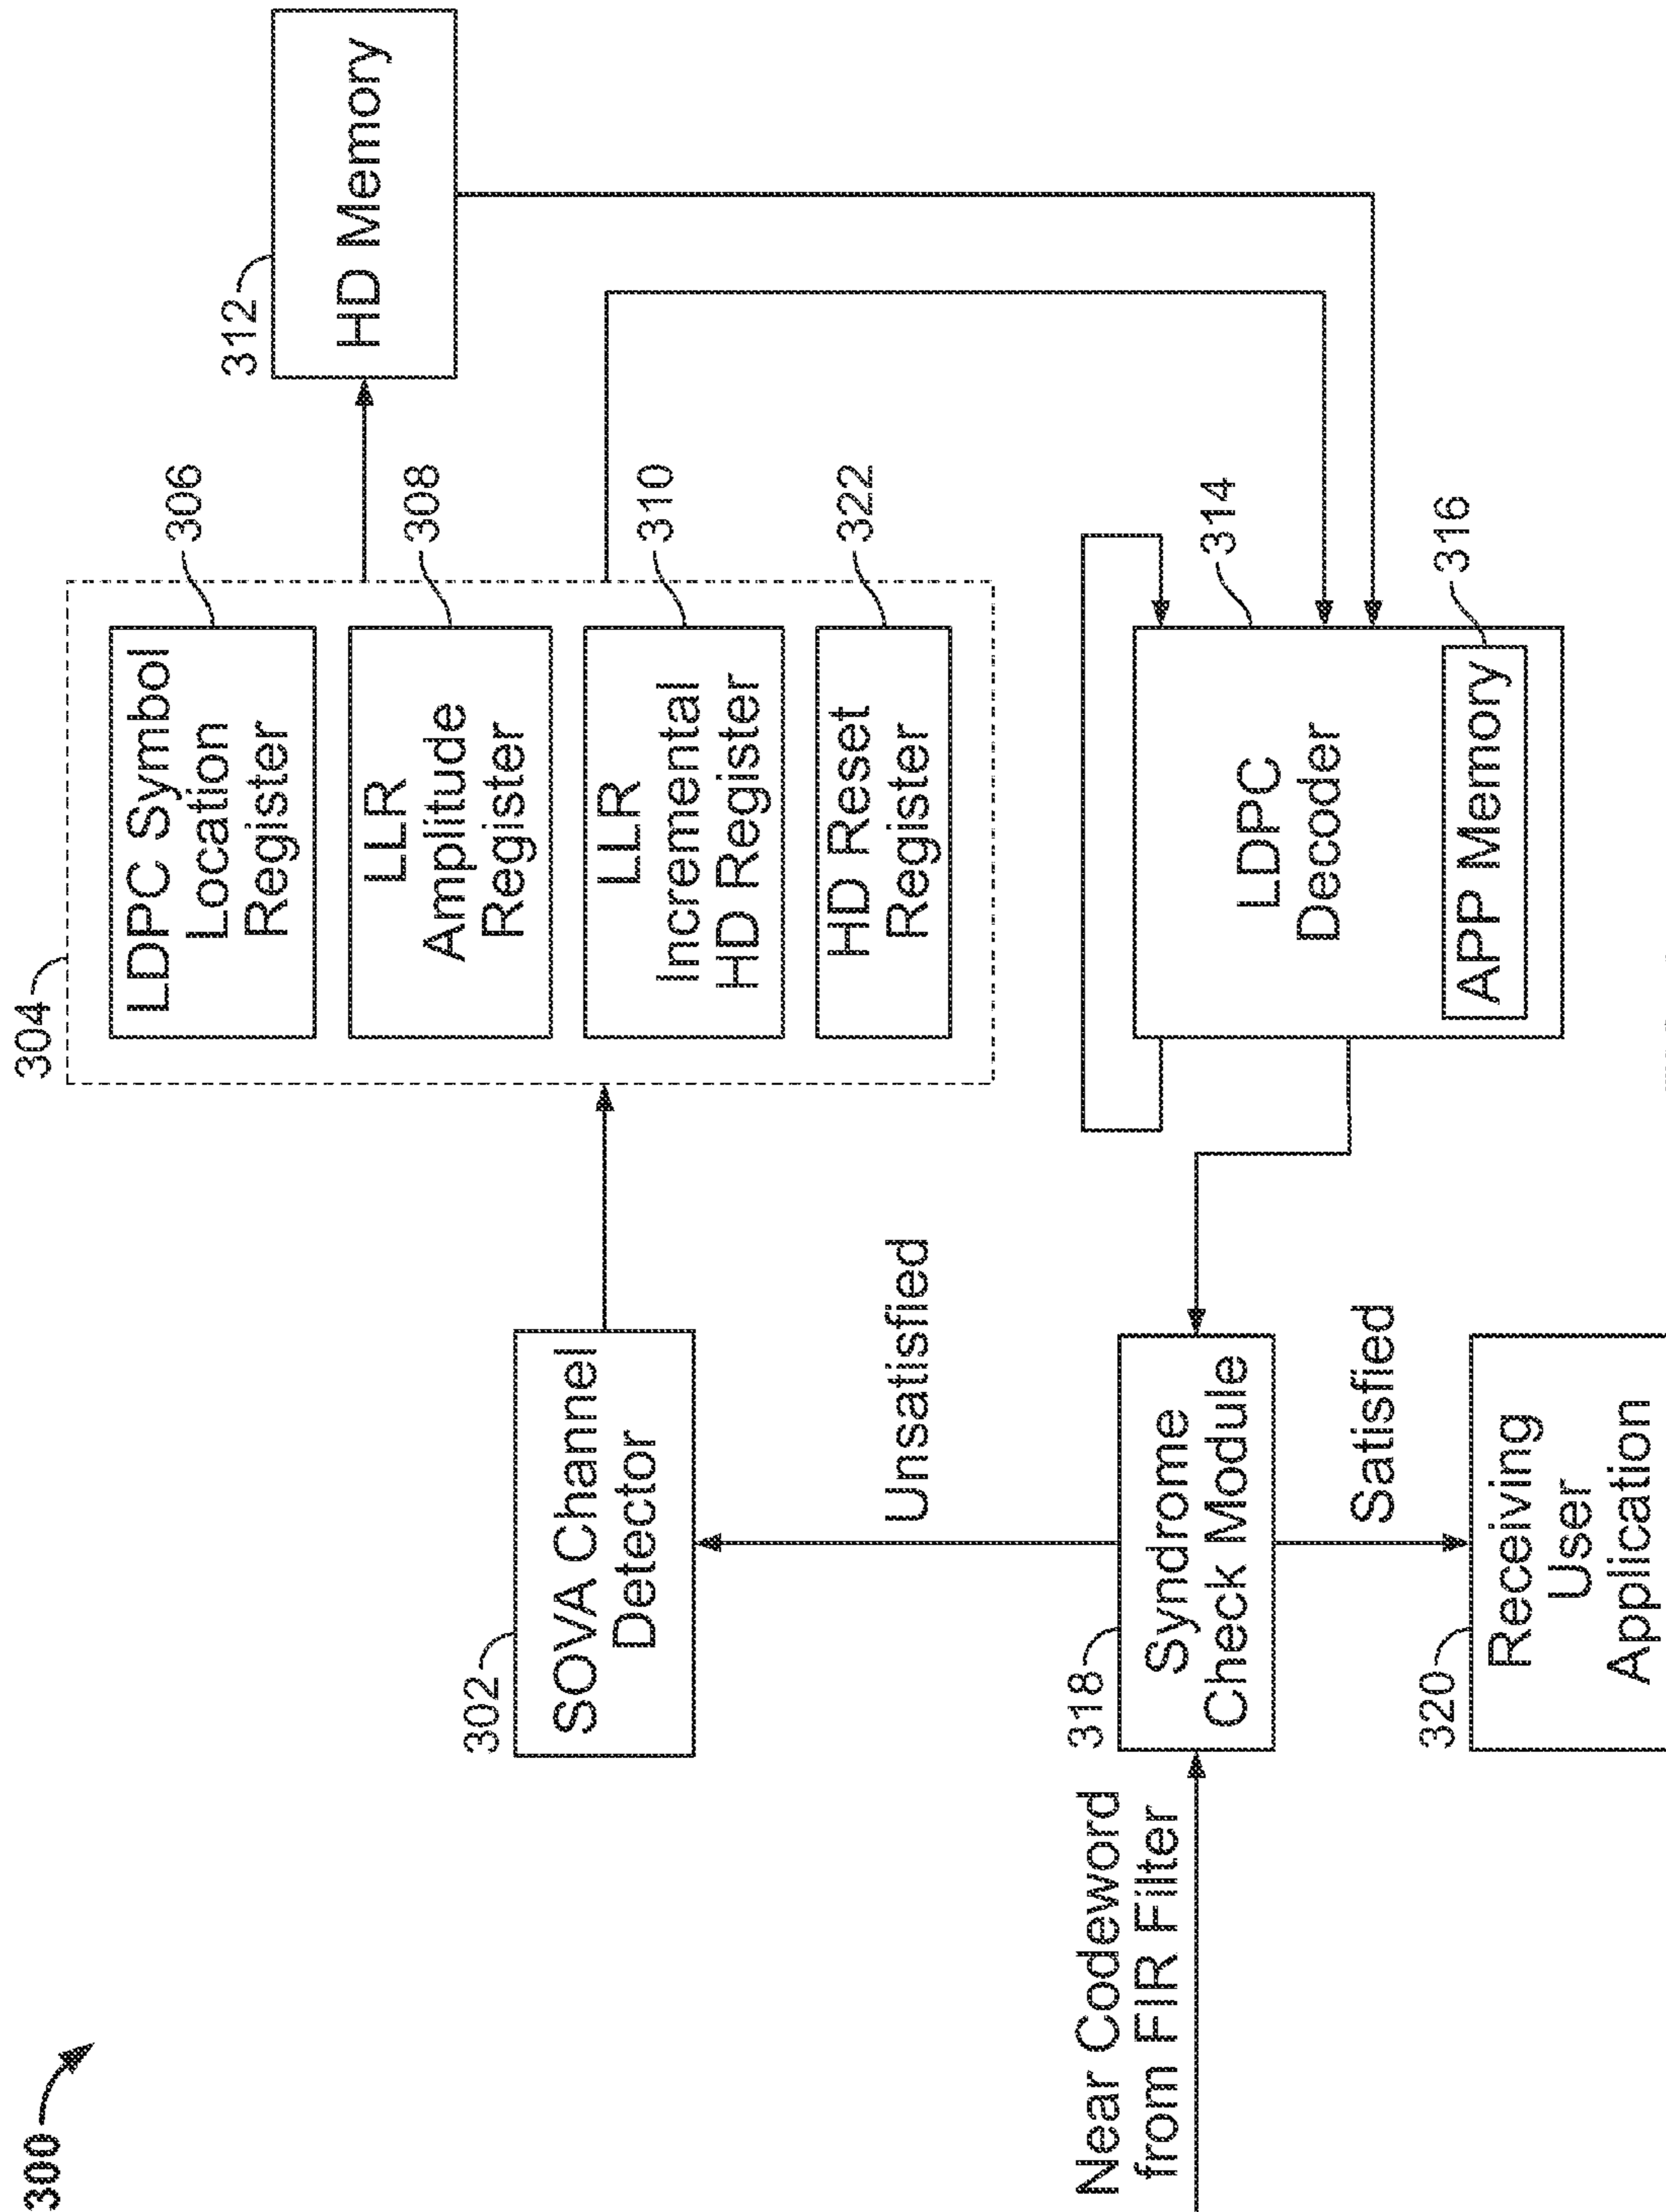 300
304
LDPC Symbol
Location
Register
306
LLR
Amplitude
Register
308
LLR
Incremental
HD Register
310
HD Reset
Register
322
312
HD Memory
302
SOVA Channel
Detector
Unsatisfied
Near Codeword
from FIR Filter
318
Syndrome
Check Module
Satisfied
320
Receiving
User
Application
LDPC
Decoder
314
APP Memory
316